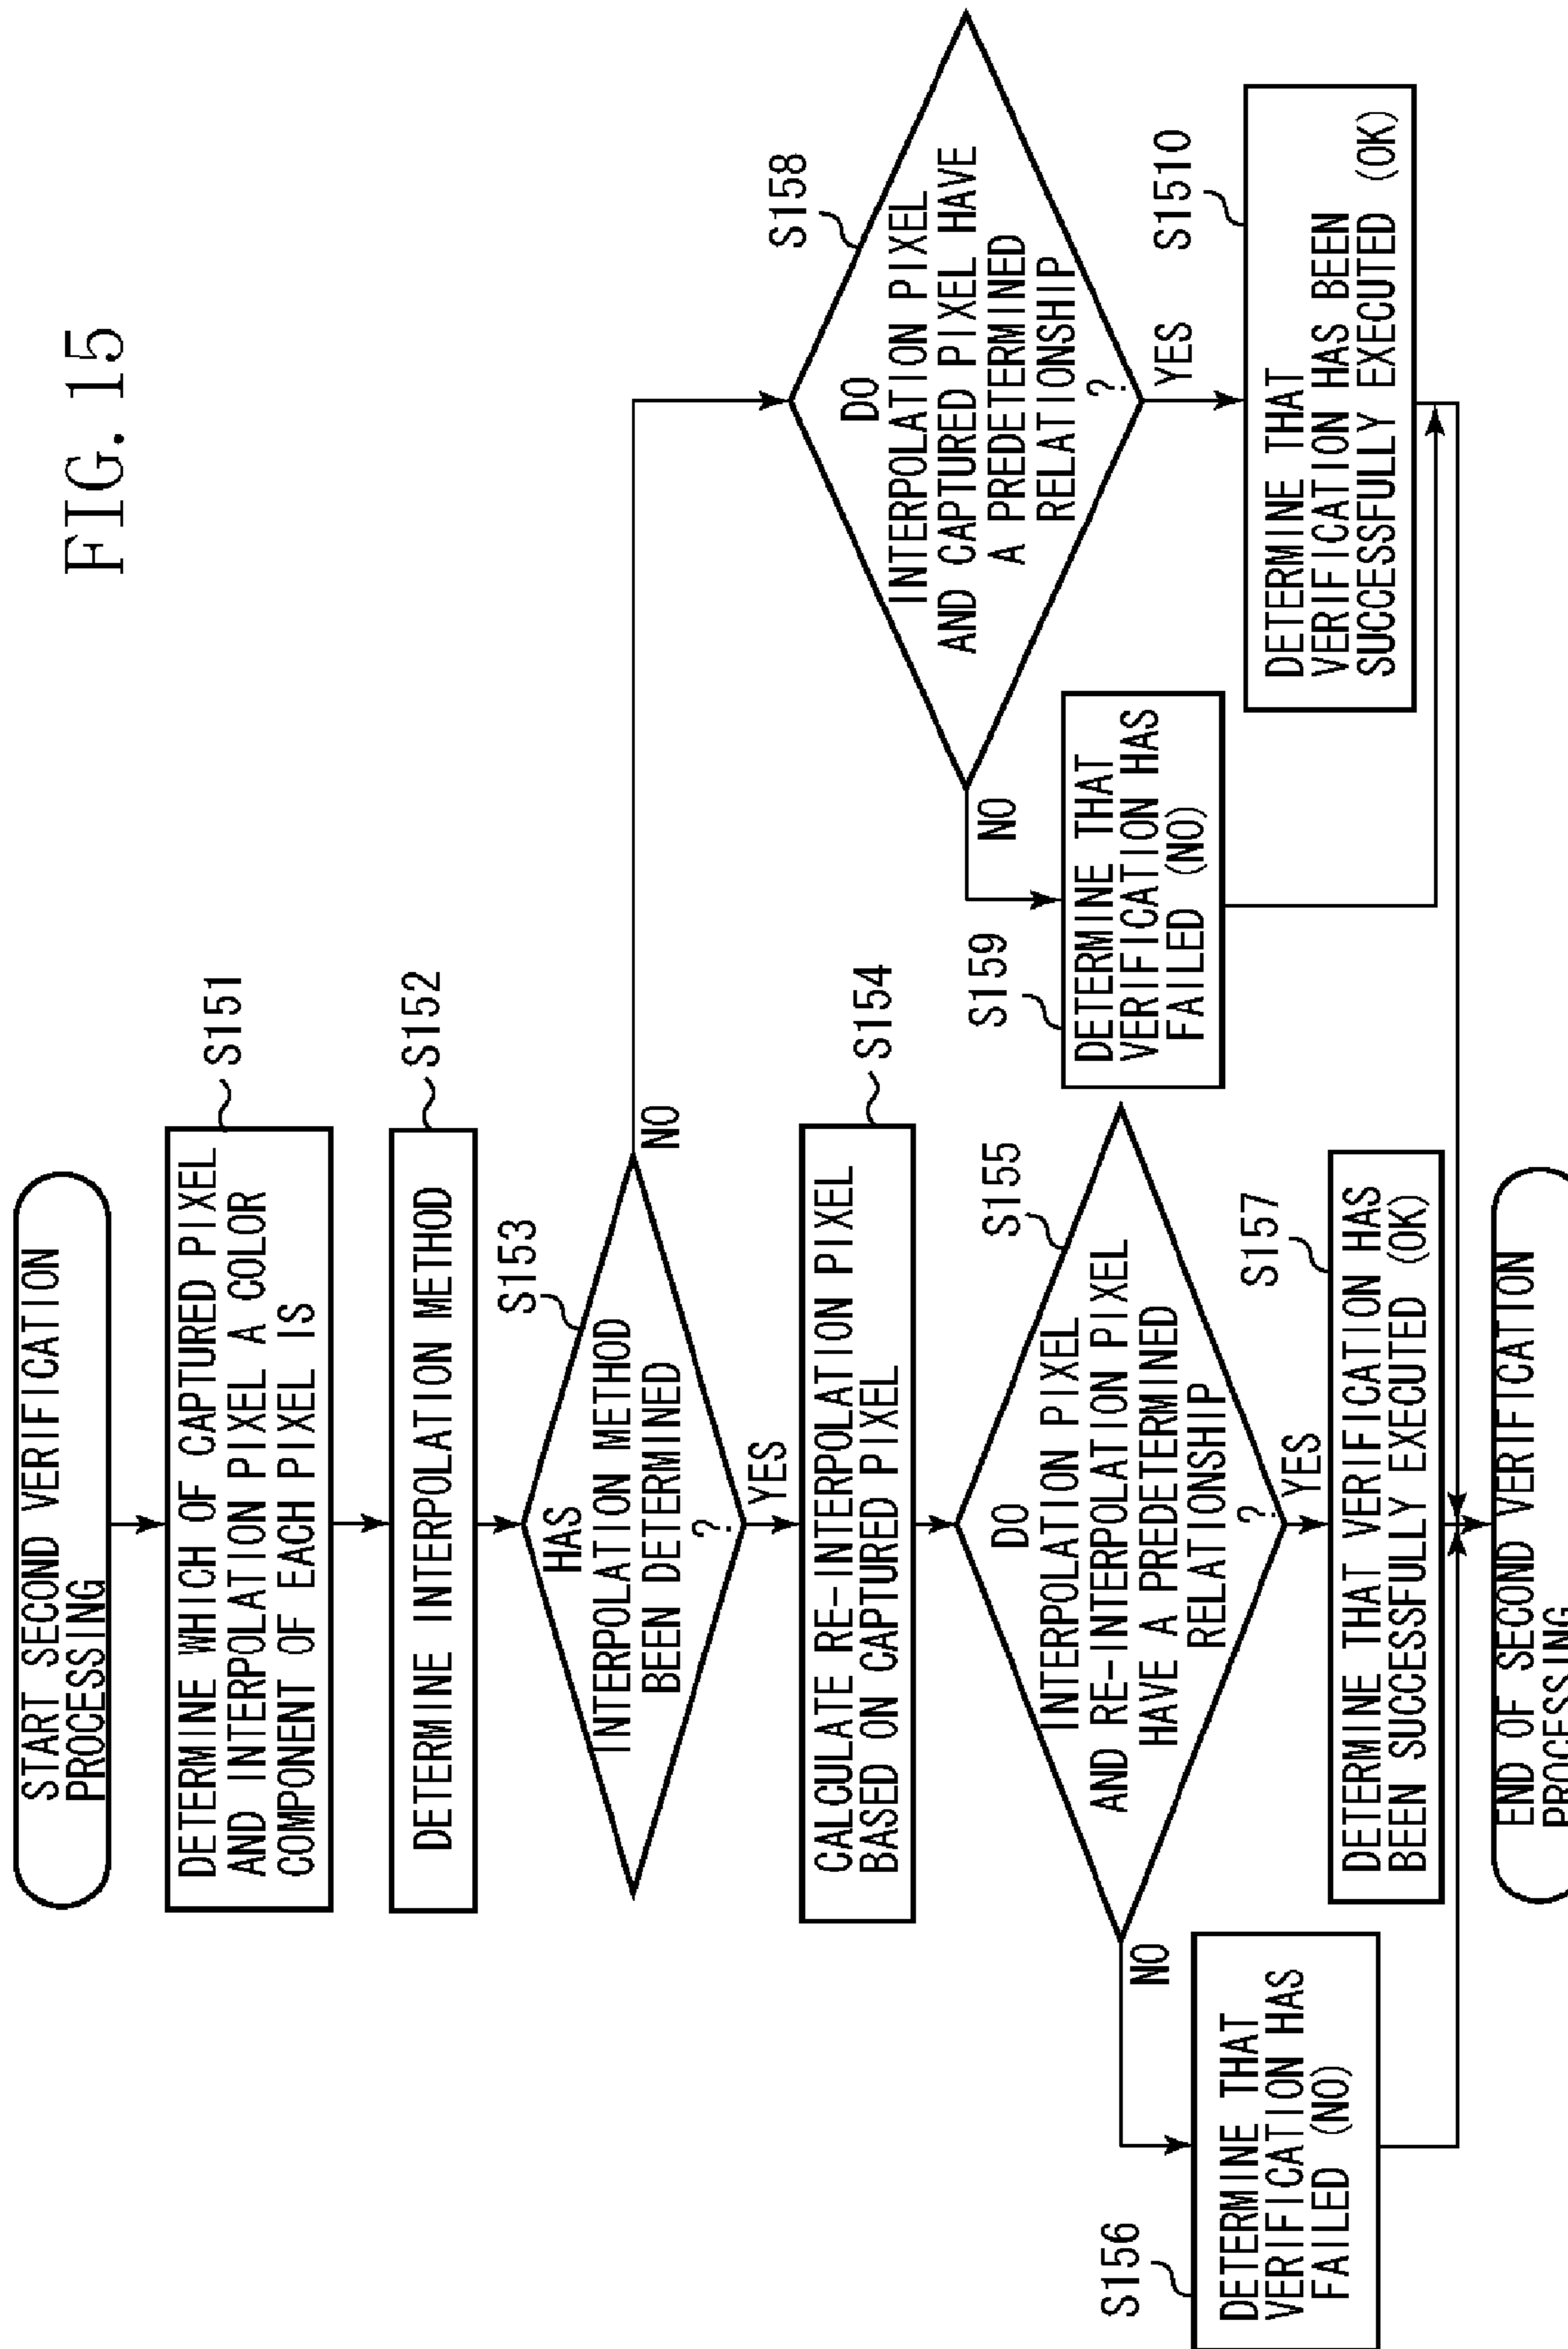 FIG. 15
START SECOND VERIFICATION
PROCESSING
S151
DETERMINE WHICH OF CAPTURED PIXEL
AND INTERPOLATION PIXEL A COLOR
COMPONENT OF EACH PIXEL IS
S152
DETERMINE INTERPOLATION METHOD
S153
HAS
INTERPOLATION METHOD
BEEN DETERMINED
?
NO
YES
S154
CALCULATE RE-INTERPOLATION PIXEL
BASED ON CAPTURED PIXEL
S155
DO
INTERPOLATION PIXEL
AND RE-INTERPOLATION PIXEL
HAVE A PREDETERMINED
RELATIONSHIP
?
NO
YES
S156
DETERMINE THAT
VERIFICATION HAS
FAILED (NO)
S157
DETERMINE THAT VERIFICATION HAS
BEEN SUCCESSFULLY EXECUTED (OK)
S158
DO
INTERPOLATION PIXEL
AND CAPTURED PIXEL HAVE
A PREDETERMINED
RELATIONSHIP
?
NO
YES
S159
DETERMINE THAT
VERIFICATION HAS
FAILED (NO)
S1510
DETERMINE THAT
VERIFICATION HAS BEEN
SUCCESSFULLY EXECUTED (OK)
END OF SECOND VERIFICATION
PROCESSING